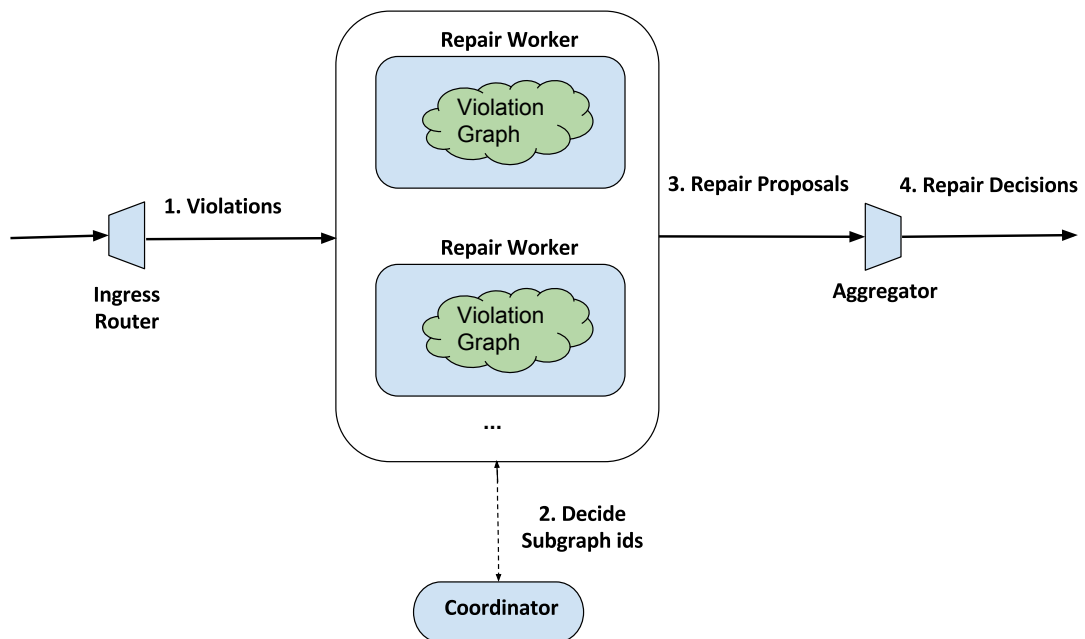 Repair Worker
Violation
Graph
1. Violations
Ingress
Router
Repair Worker
Violation
Graph
...
3. Repair Proposals
4. Repair Decisions
Aggregator
2. Decide
Subgraph ids
Coordinator